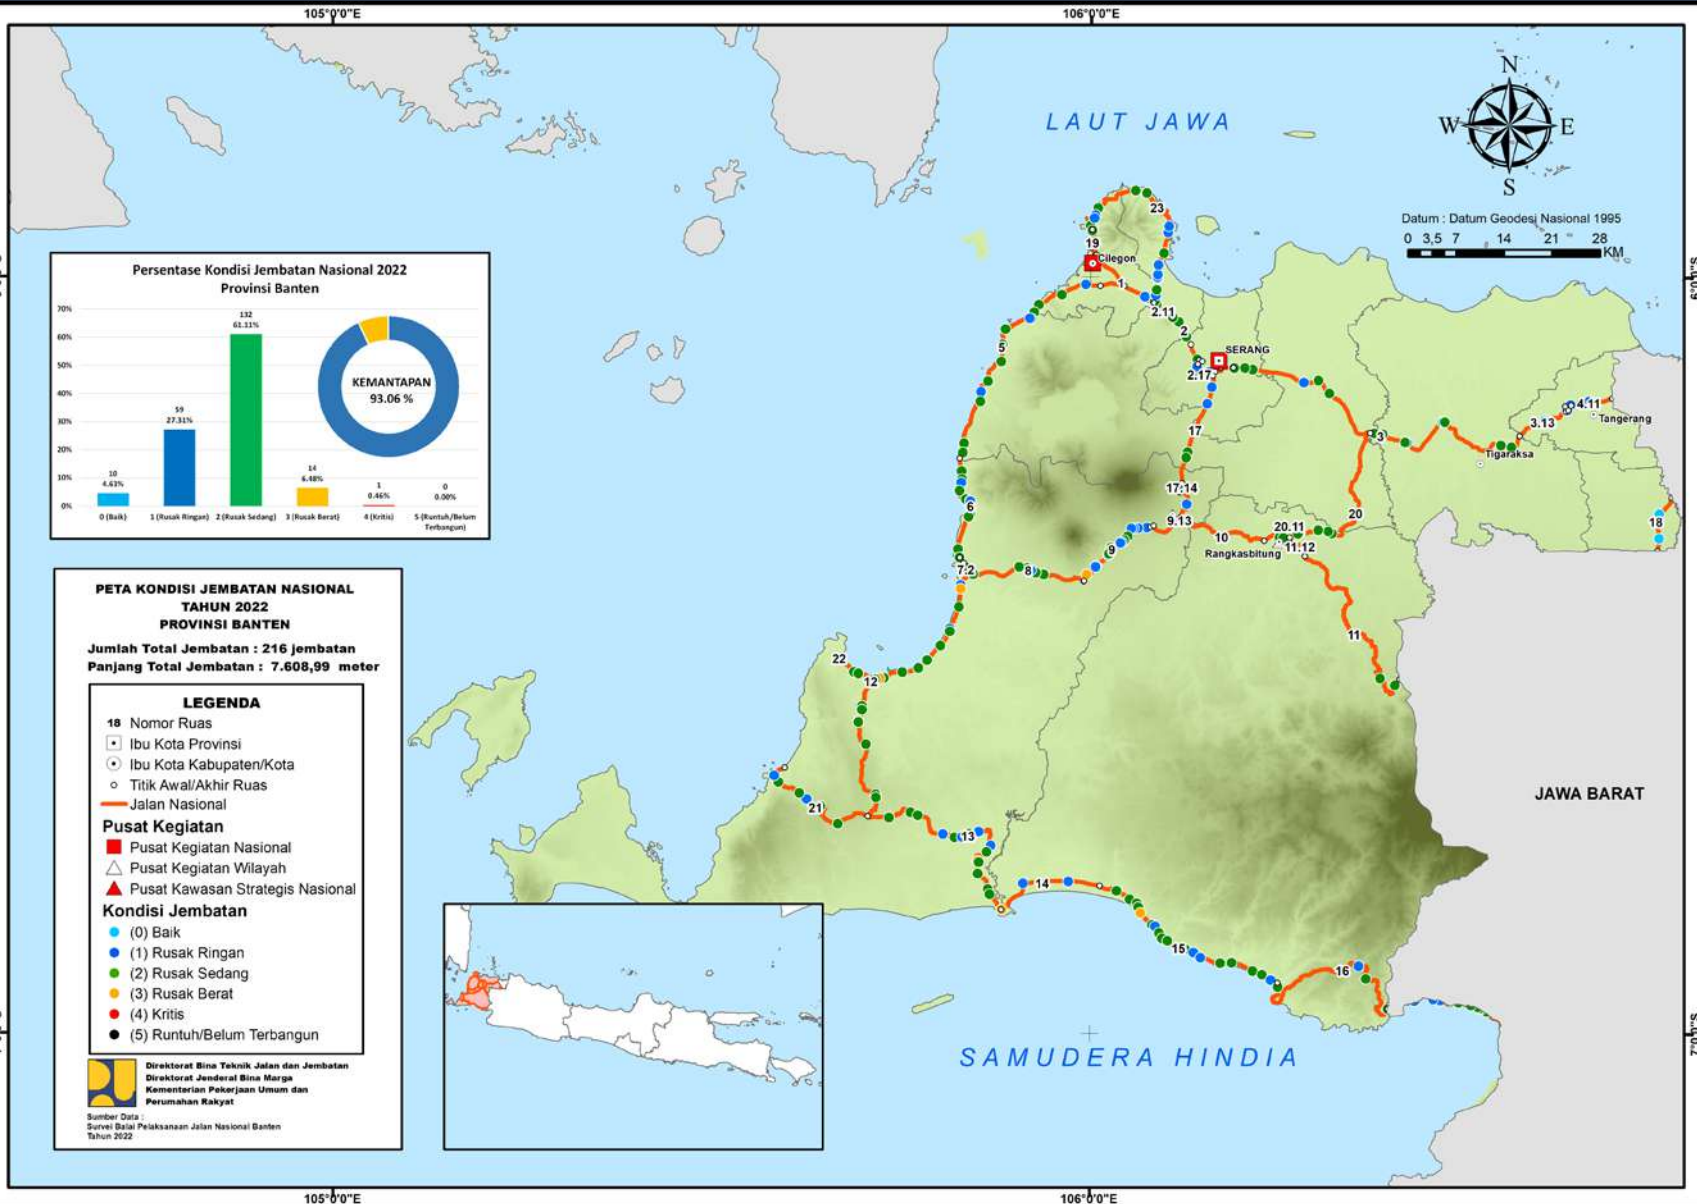 105°0'0"E
106°0'0"E
LAUT JAWA
N
W
E
S
Datum : Datum Geodesi Nasional 1995
0 3,5 7 14 21 28
KM
Persentase Kondisi Jembatan Nasional 2022
Provinsi Banten
70%
60%
50%
40%
30%
20%
10%
0%
10
4.63%
59
27.31%
132
61.11%
14
6.48%
1
0.46%
0
0.00%
0 (Baik)
1 (Rusak Ringan)
2 (Rusak Sedang)
3 (Rusak Berat)
4 (Kritis)
5 (Runtuh/Belum
Terbangun)
KEMANTAPAN
93.06 %
23
19
Cilegon
1
2.11
2
5
SERANG
2.17
17
4.11
3.13
Tangerang
3
Tigaraksa
17.14
6
9.13
20
18
10
20.11
11.12
Rangkasbitung
9
7.2
8
11
22
12
21
13
14
15
16
6°0'0"S
7°0'0"S
JAWA BARAT
SAMUDERA HINDIA
PETA KONDISI JEMBATAN NASIONAL
TAHUN 2022
PROVINSI BANTEN
Jumlah Total Jembatan : 216 jembatan
Panjang Total Jembatan : 7.608,99 meter
LEGENDA
18 Nomor Ruas
Ibu Kota Provinsi
Ibu Kota Kabupaten/Kota
Titik Awal/Akhir Ruas
Jalan Nasional
Pusat Kegiatan
Pusat Kegiatan Nasional
Pusat Kegiatan Wilayah
Pusat Kawasan Strategis Nasional
Kondisi Jembatan
(0) Baik
(1) Rusak Ringan
(2) Rusak Sedang
(3) Rusak Berat
(4) Kritis
(5) Runtuh/Belum Terbangun
Direktorat Bina Teknik Jalan dan Jembatan
Direktorat Jenderal Bina Marga
Kementerian Pekerjaan Umum dan
Perumahan Rakyat
Sumber Data :
Survei Balai Pelaksanaan Jalan Nasional Banten
Tahun 2022
105°0'0"E
106°0'0"E